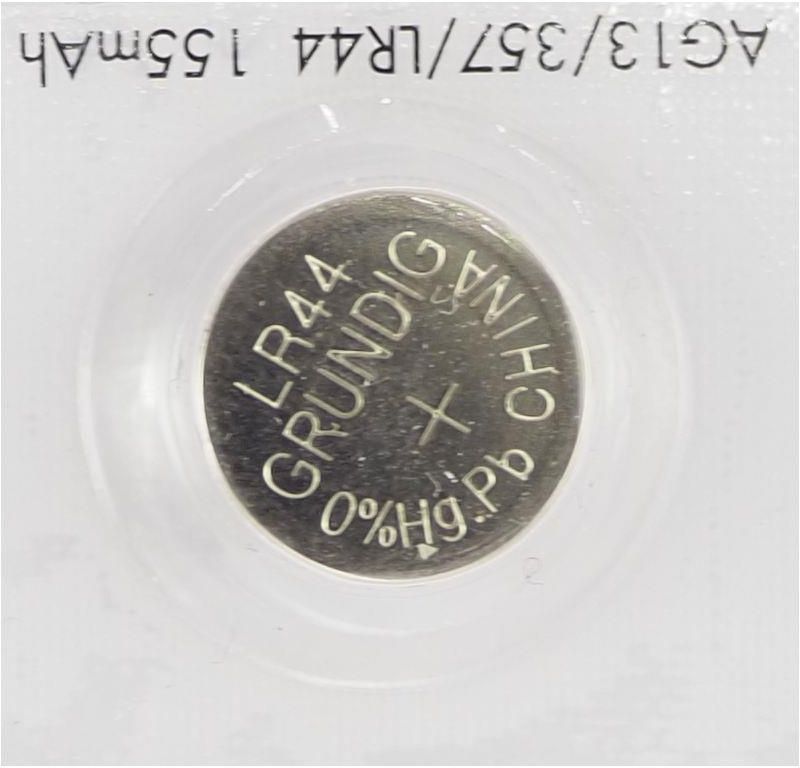 AG13/357/LR44 155mAh
LR44
GRUNDIG
0%Hg.Pb CHINA
+